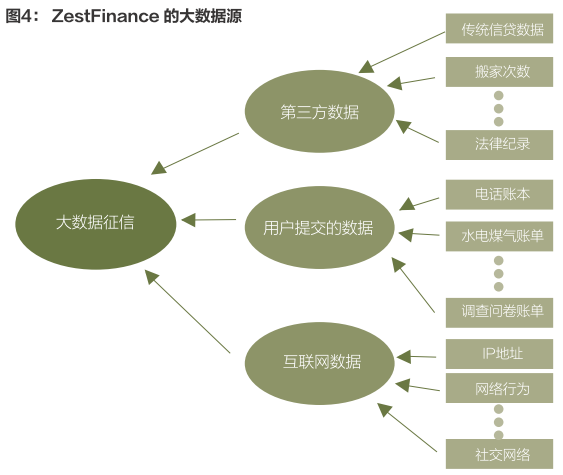 图4： ZestFinance 的大数据源
传统信贷数据
搬家次数
第三方数据
法律纪录
电话账本
大数据征信
用户提交的数据
水电煤气账单
调查问卷账单
IP地址
互联网数据
网络行为
社交网络